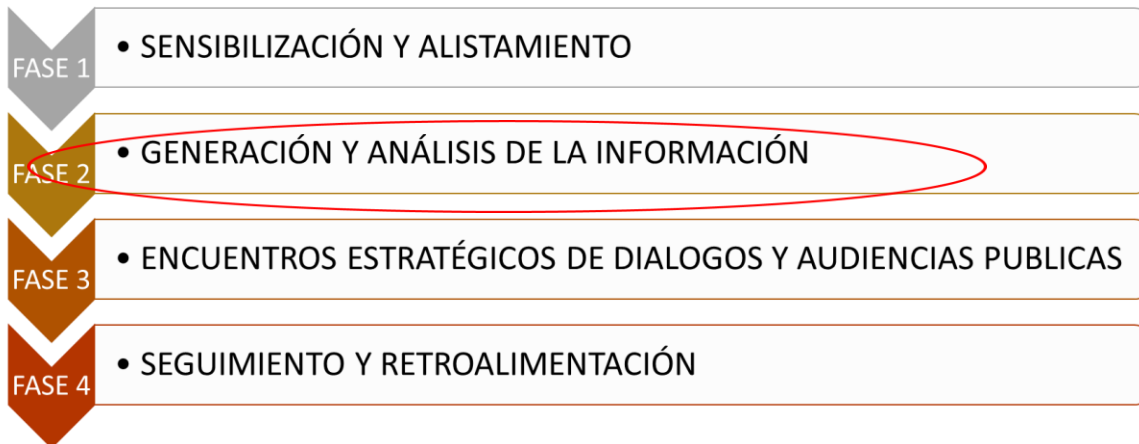 FASE 1
• SENSIBILIZACIÓN Y ALISTAMIENTO
FASE 2
• GENERACIÓN Y ANÁLISIS DE LA INFORMACIÓN
FASE 3
• ENCUENTROS ESTRATÉGICOS DE DIALOGOS Y AUDIENCIAS PUBLICAS
FASE 4
• SEGUIMIENTO Y RETROALIMENTACIÓN